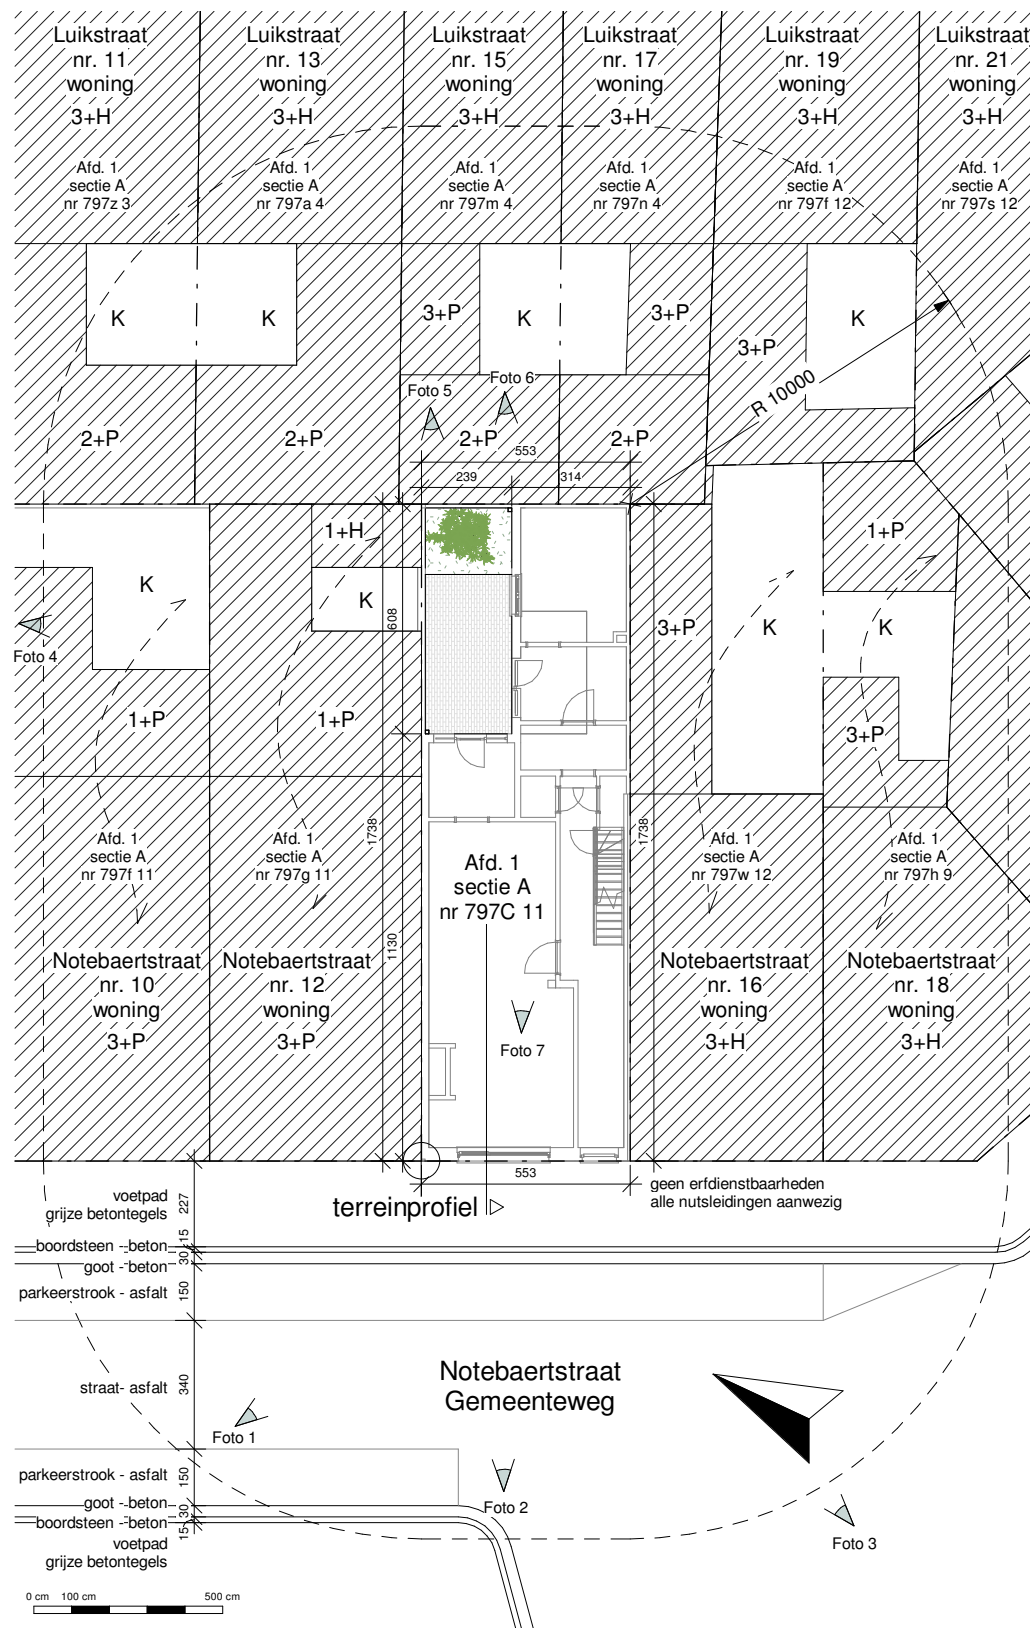 Luikstraat
nr. 11
woning
3+H
Afd. 1
sectie A
nr 797z 3
Luikstraat
nr. 13
woning
3+H
Afd. 1
sectie A
nr 797a 4
Luikstraat
nr. 15
woning
3+H
Afd. 1
sectie A
nr 797m 4
Luikstraat
nr. 17
woning
3+H
Afd. 1
sectie A
nr 797n 4
Luikstraat
nr. 19
woning
3+H
Afd. 1
sectie A
nr 797f 12
Luikstraat
nr. 21
woning
3+H
Afd. 1
sectie A
nr 797s 12
K
K
3+P
K
3+P
3+P
K
R 10000
Foto 5
Foto 6
2+P
2+P
2+P
2+P
553
239
314
1+H
K
K
608
1+P
1+P
Foto 4
3+P
K
1+P
K
3+P
1738
1738
1130
Afd. 1
sectie A
nr 797f 11
Afd. 1
sectie A
nr 797g 11
Afd. 1
sectie A
nr 797C 11
Afd. 1
sectie A
nr 797w 12
Afd. 1
sectie A
nr 797h 9
Notebaertstraat
nr. 10
woning
3+P
Notebaertstraat
nr. 12
woning
3+P
Foto 7
Notebaertstraat
nr. 16
woning
3+H
Notebaertstraat
nr. 18
woning
3+H
553
geen erfdienstbaarheden
alle nutsleidingen aanwezig
terreinprofiel
voetpad
grijze betontegels
227
boordsteen - beton
15
goot - beton
30
parkeerstrook - asfalt
150
straat- asfalt
340
Notebaertstraat
Gemeenteweg
Foto 1
parkeerstrook - asfalt
150
goot - beton
30
boordsteen - beton
15
voetpad
grijze betontegels
Foto 2
Foto 3
0 cm 100 cm 500 cm